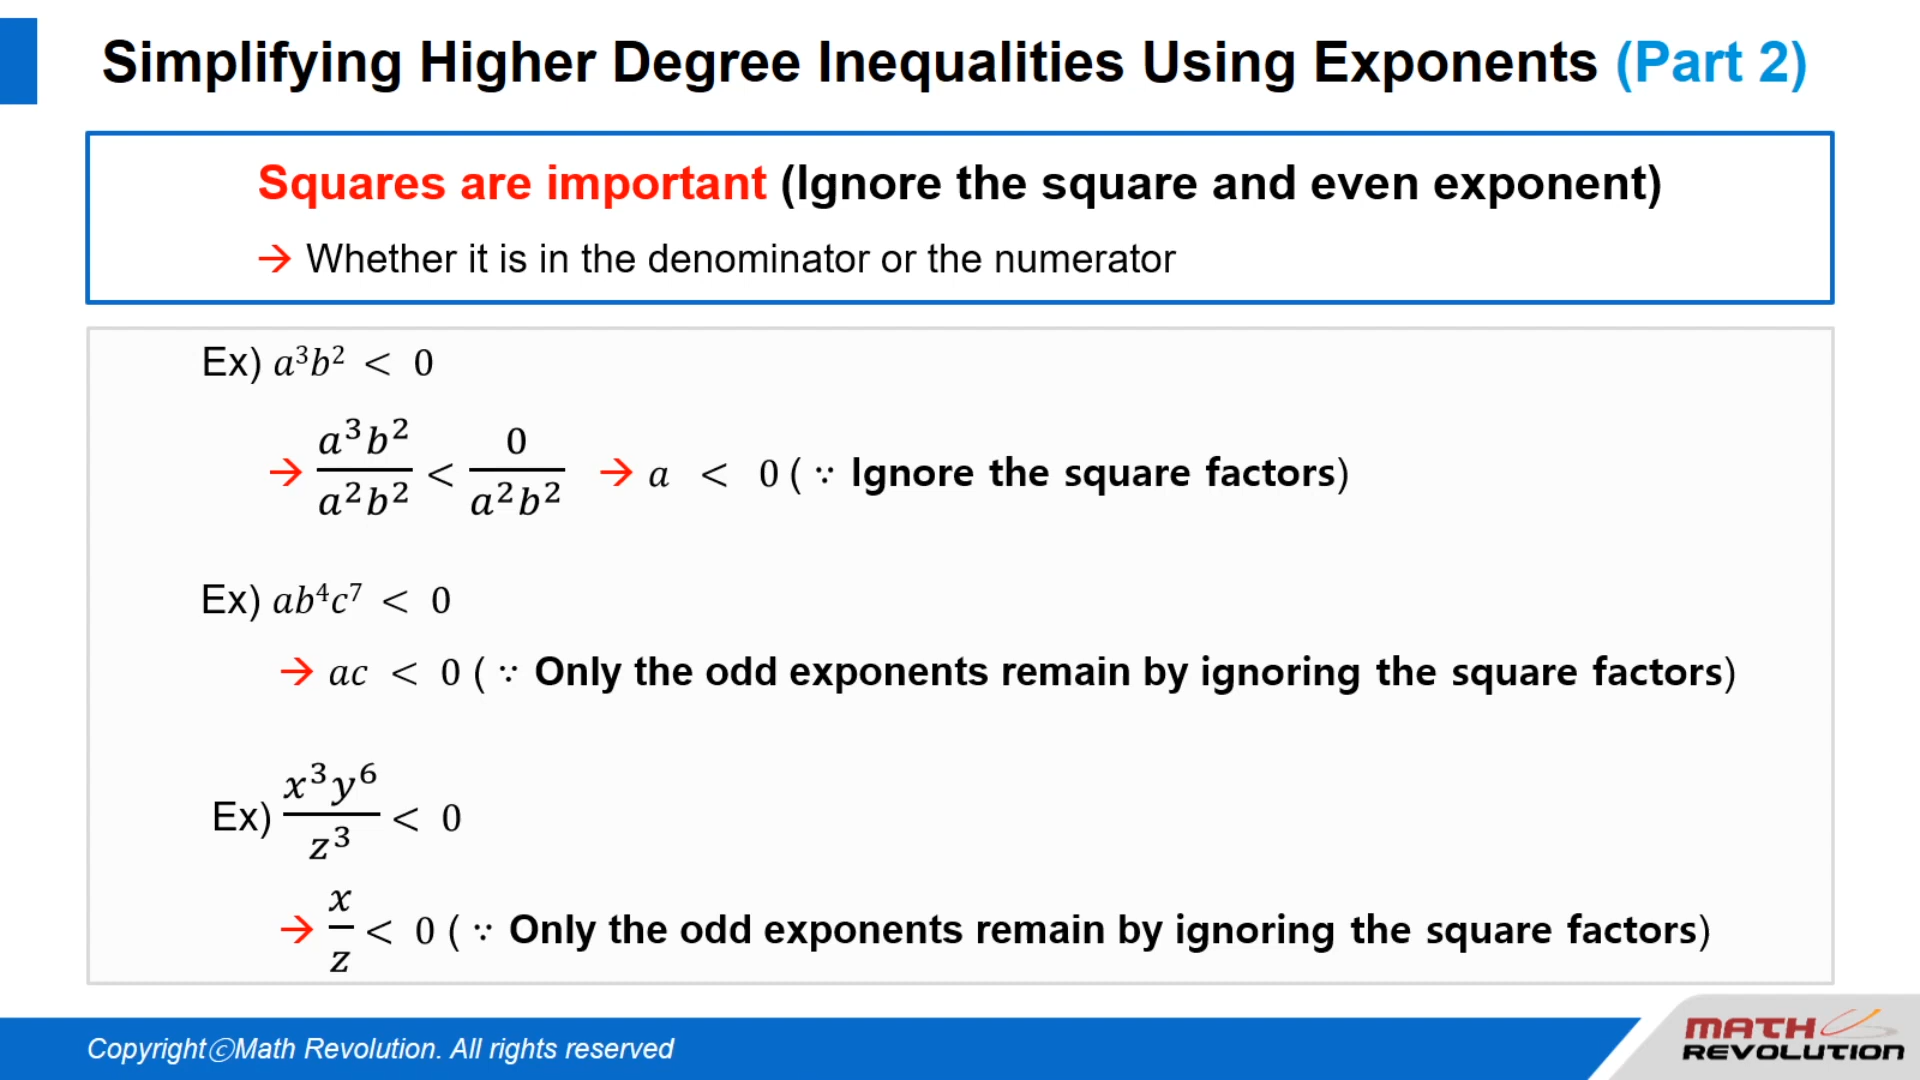 Simplifying Higher Degree Inequalities Using Exponents (Part 2)
Squares are important (Ignore the square and even exponent)
→ Whether it is in the denominator or the numerator
Ex) a³b² < 0
→ a³b²/a²b² < 0/a²b² → a < 0 (∵ Ignore the square factors)
Ex) ab⁴c⁷ < 0
→ ac < 0 (∵ Only the odd exponents remain by ignoring the square factors)
Ex) x³y⁶/z³ < 0
→ x/z < 0 (∵ Only the odd exponents remain by ignoring the square factors)
CopyrightⓒMath Revolution. All rights reserved
MATH
REVOLUTION